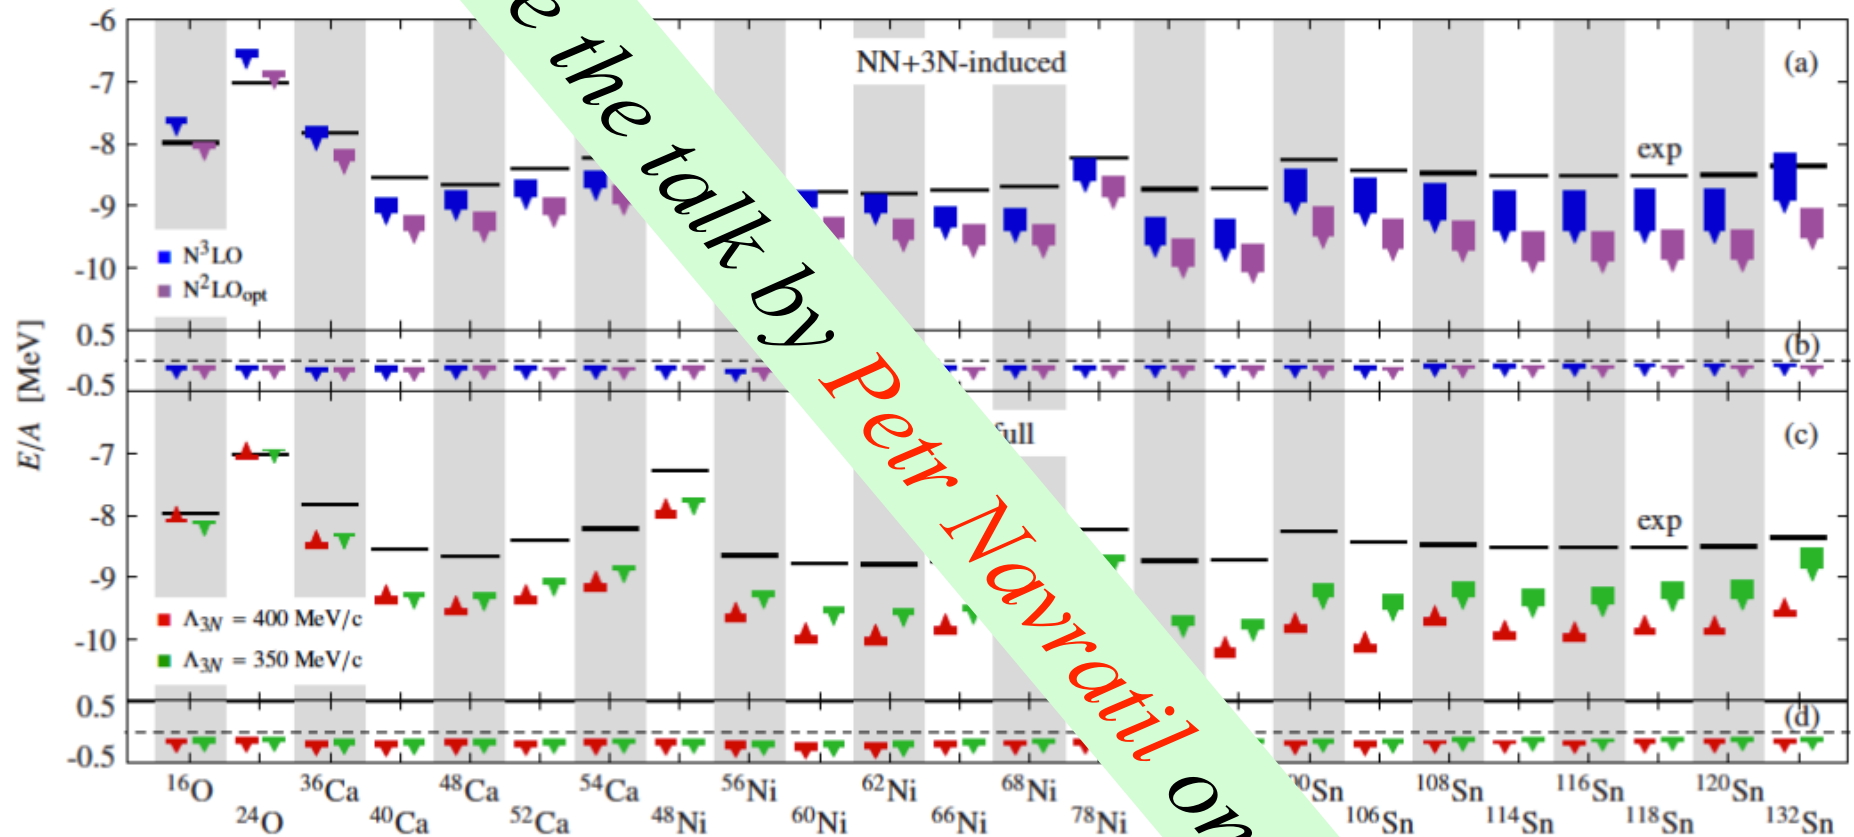 -6
NN+3N-induced
(a)
-7
-8
exp
-9
N³LO
-10
N²LOopt
0.5
(b)
-0.5
E/A [MeV]
full
(c)
-7
-8
exp
-9
Λ3N = 400 MeV/c
-10
Λ3N = 350 MeV/c
0.5
(d)
-0.5
16O
36Ca
48Ca
54Ca
56Ni
62Ni
68Ni
00Sn
108Sn
116Sn
120Sn
24O
40Ca
52Ca
48Ni
60Ni
66Ni
78Ni
106Sn
114Sn
118Sn
132Sn
e the talk by Petr Navratil on